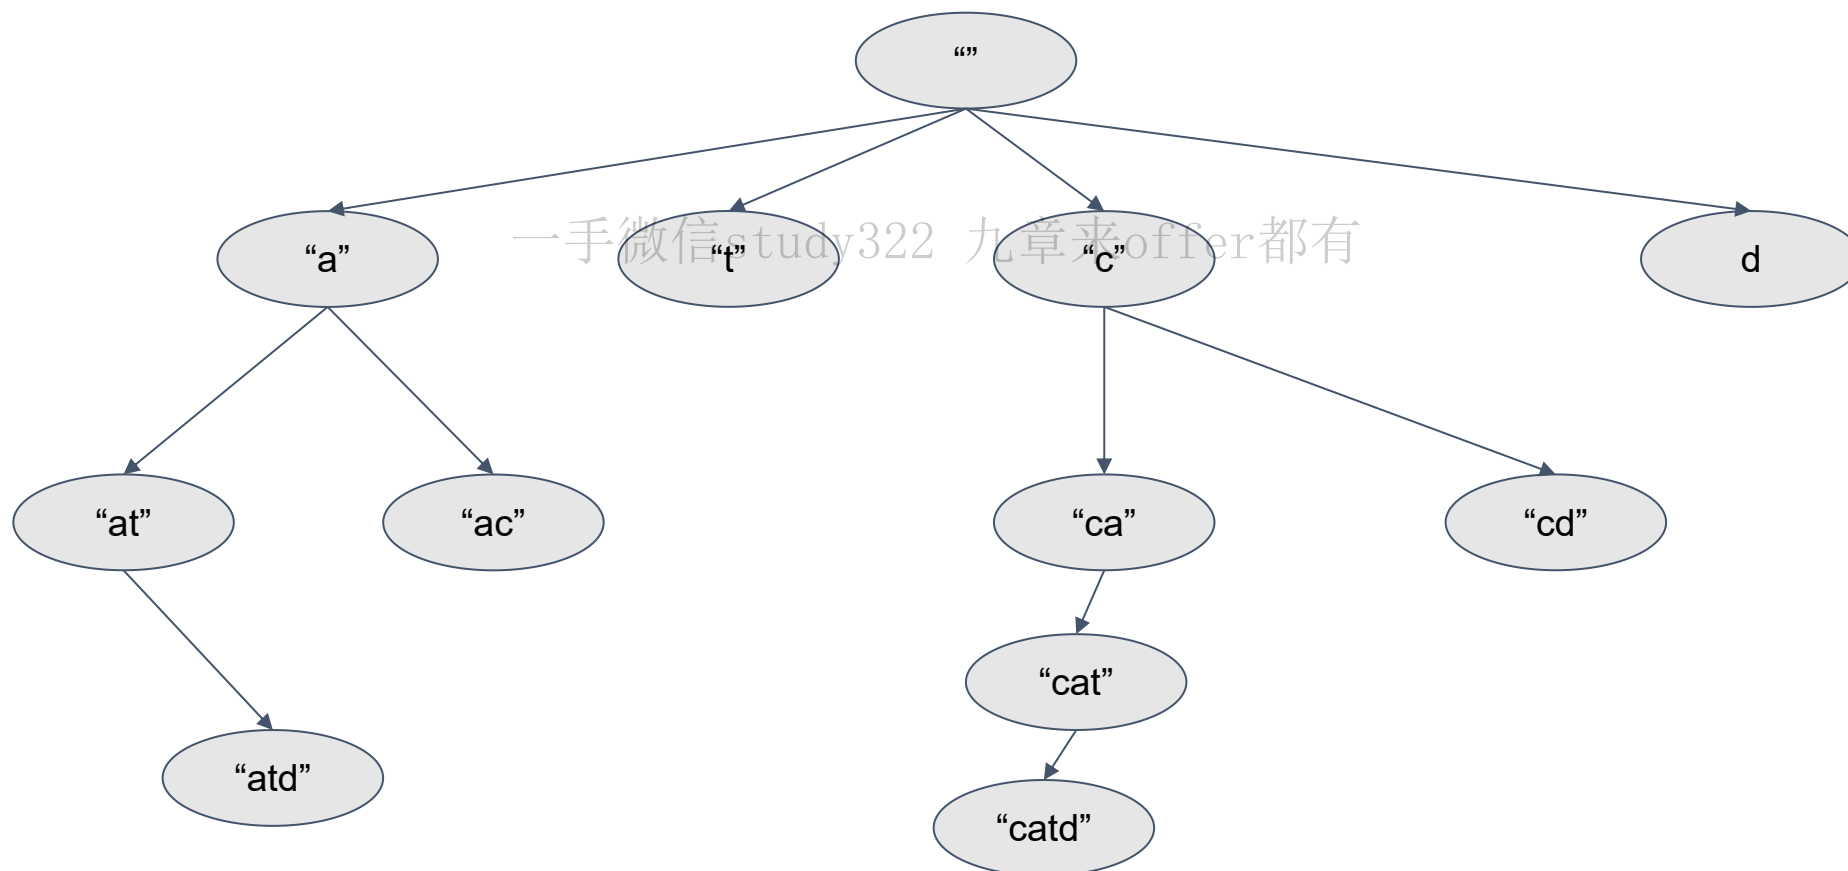 “”
一手微信study322 九章来offer都有
“a” “t” “c” d
“at” “ac” “ca” “cd”
“cat”
“atd”
“catd”